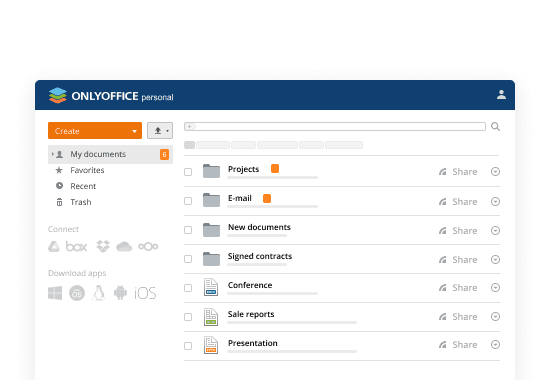 ONLYOFFICE personal
Create
My documents 6
Favorites
Recent
Trash
Connect
box
Download apps
iOS
Projects Share
E-mail Share
New documents Share
Signed contracts Share
Conference Share
Sale reports Share
Presentation Share